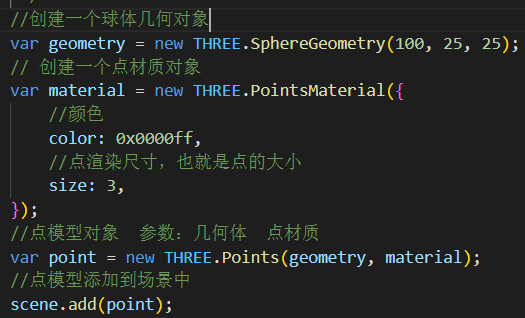 //创建一个球体几何对象
var geometry = new THREE.SphereGeometry(100, 25, 25);
// 创建一个点材质对象
var material = new THREE.PointsMaterial({
    //颜色
    color: 0x0000ff,
    //点渲染尺寸，也就是点的大小
    size: 3,
});
//点模型对象  参数：几何体  点材质
var point = new THREE.Points(geometry, material);
//点模型添加到场景中
scene.add(point);